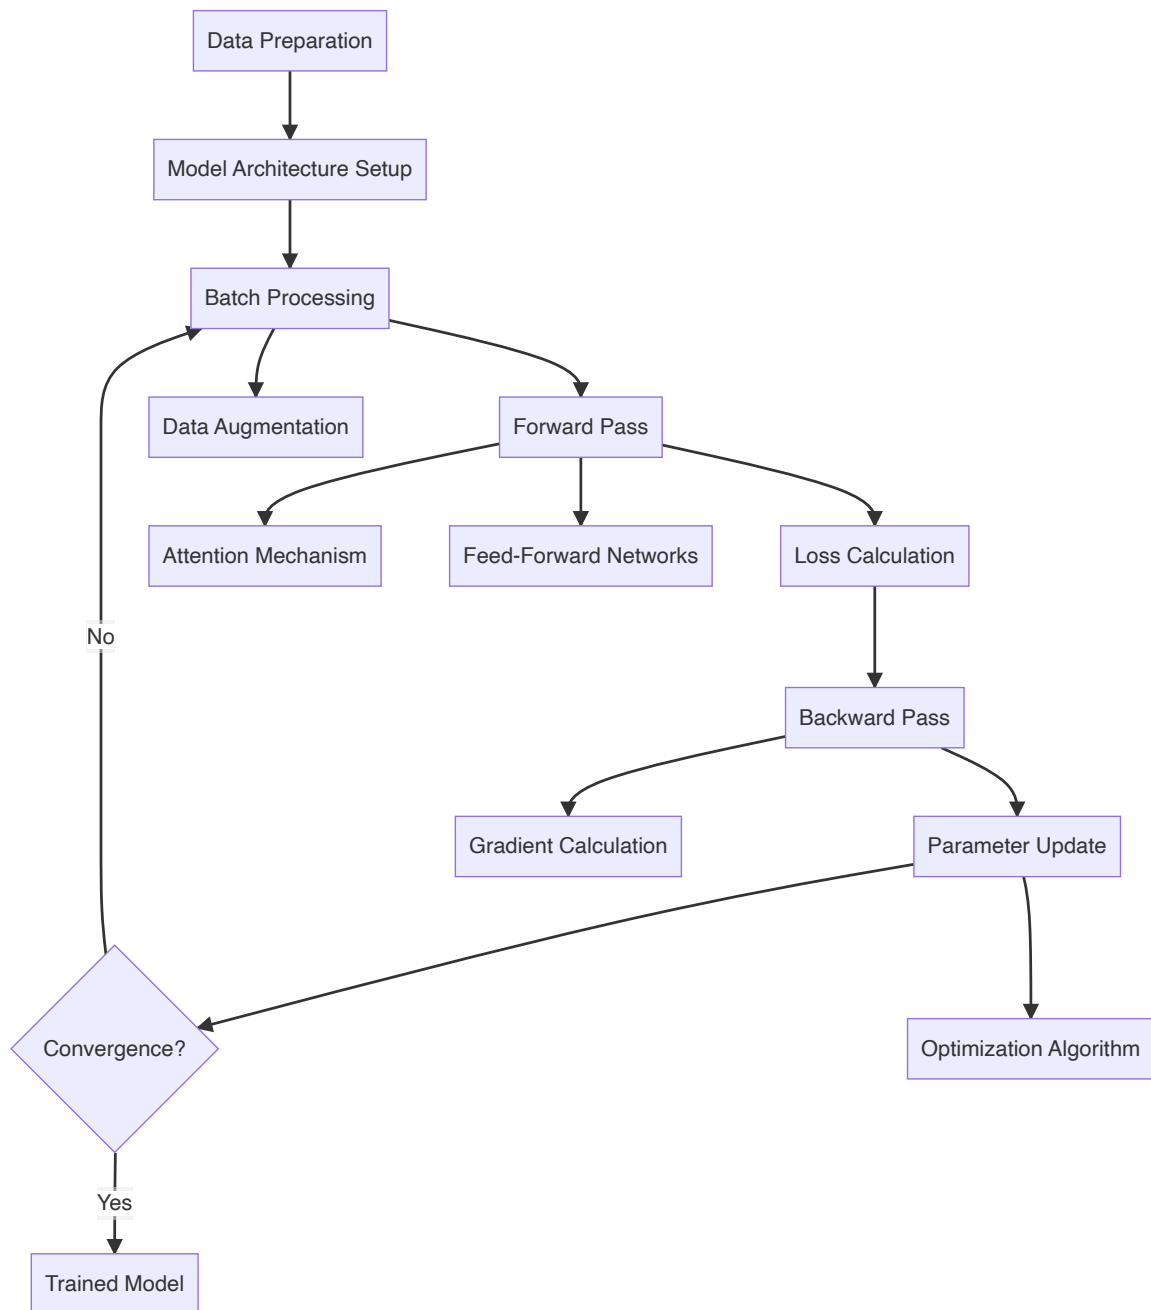 Data Preparation
Model Architecture Setup
Batch Processing
Data Augmentation
Forward Pass
Attention Mechanism
Feed-Forward Networks
Loss Calculation
No
Backward Pass
Gradient Calculation
Parameter Update
Convergence?
Optimization Algorithm
Yes
Trained Model